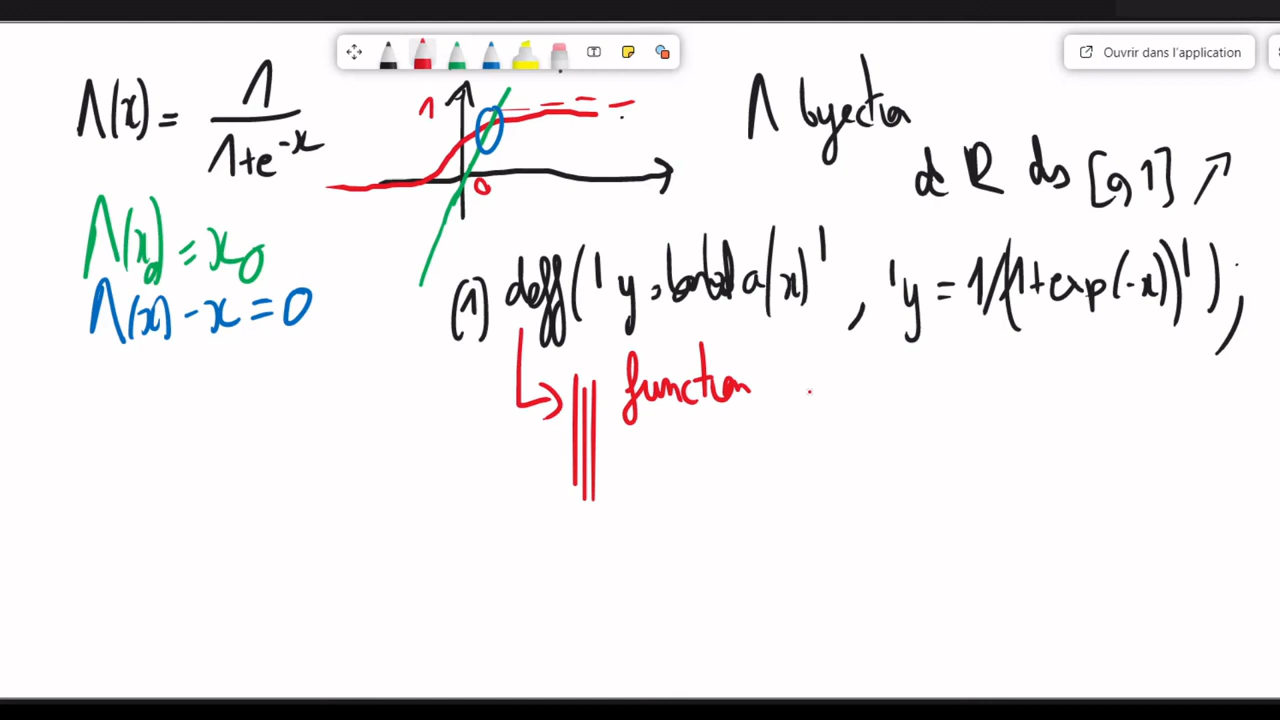 Ouvrir dans l'application
Λ(x) = 1 / (1+e^-x)
1
0
Λ bijection
de R ds [0,1] ↗
Λ(x₀) = x₀
Λ(x) - x = 0
(1) deff('y = lambda(x)', 'y = 1/(1+exp(-x))');
function